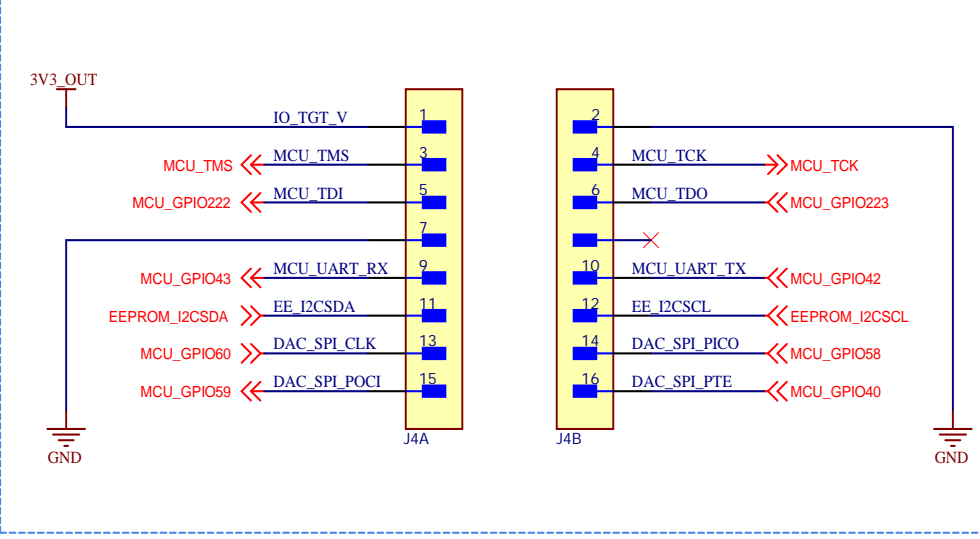 3V3_OUT
IO_TGT_V 1 2
MCU_TMS MCU_TMS 3 4 MCU_TCK MCU_TCK
MCU_GPIO222 MCU_TDI 5 6 MCU_TDO MCU_GPIO223
7
MCU_GPIO43 MCU_UART_RX 9 10 MCU_UART_TX MCU_GPIO42
EEPROM_I2CSDA EE_I2CSDA 11 12 EE_I2CSCL EEPROM_I2CSCL
MCU_GPIO60 DAC_SPI_CLK 13 14 DAC_SPI_PICO MCU_GPIO58
MCU_GPIO59 DAC_SPI_POCI 15 16 DAC_SPI_PTE MCU_GPIO40
J4A J4B
GND GND